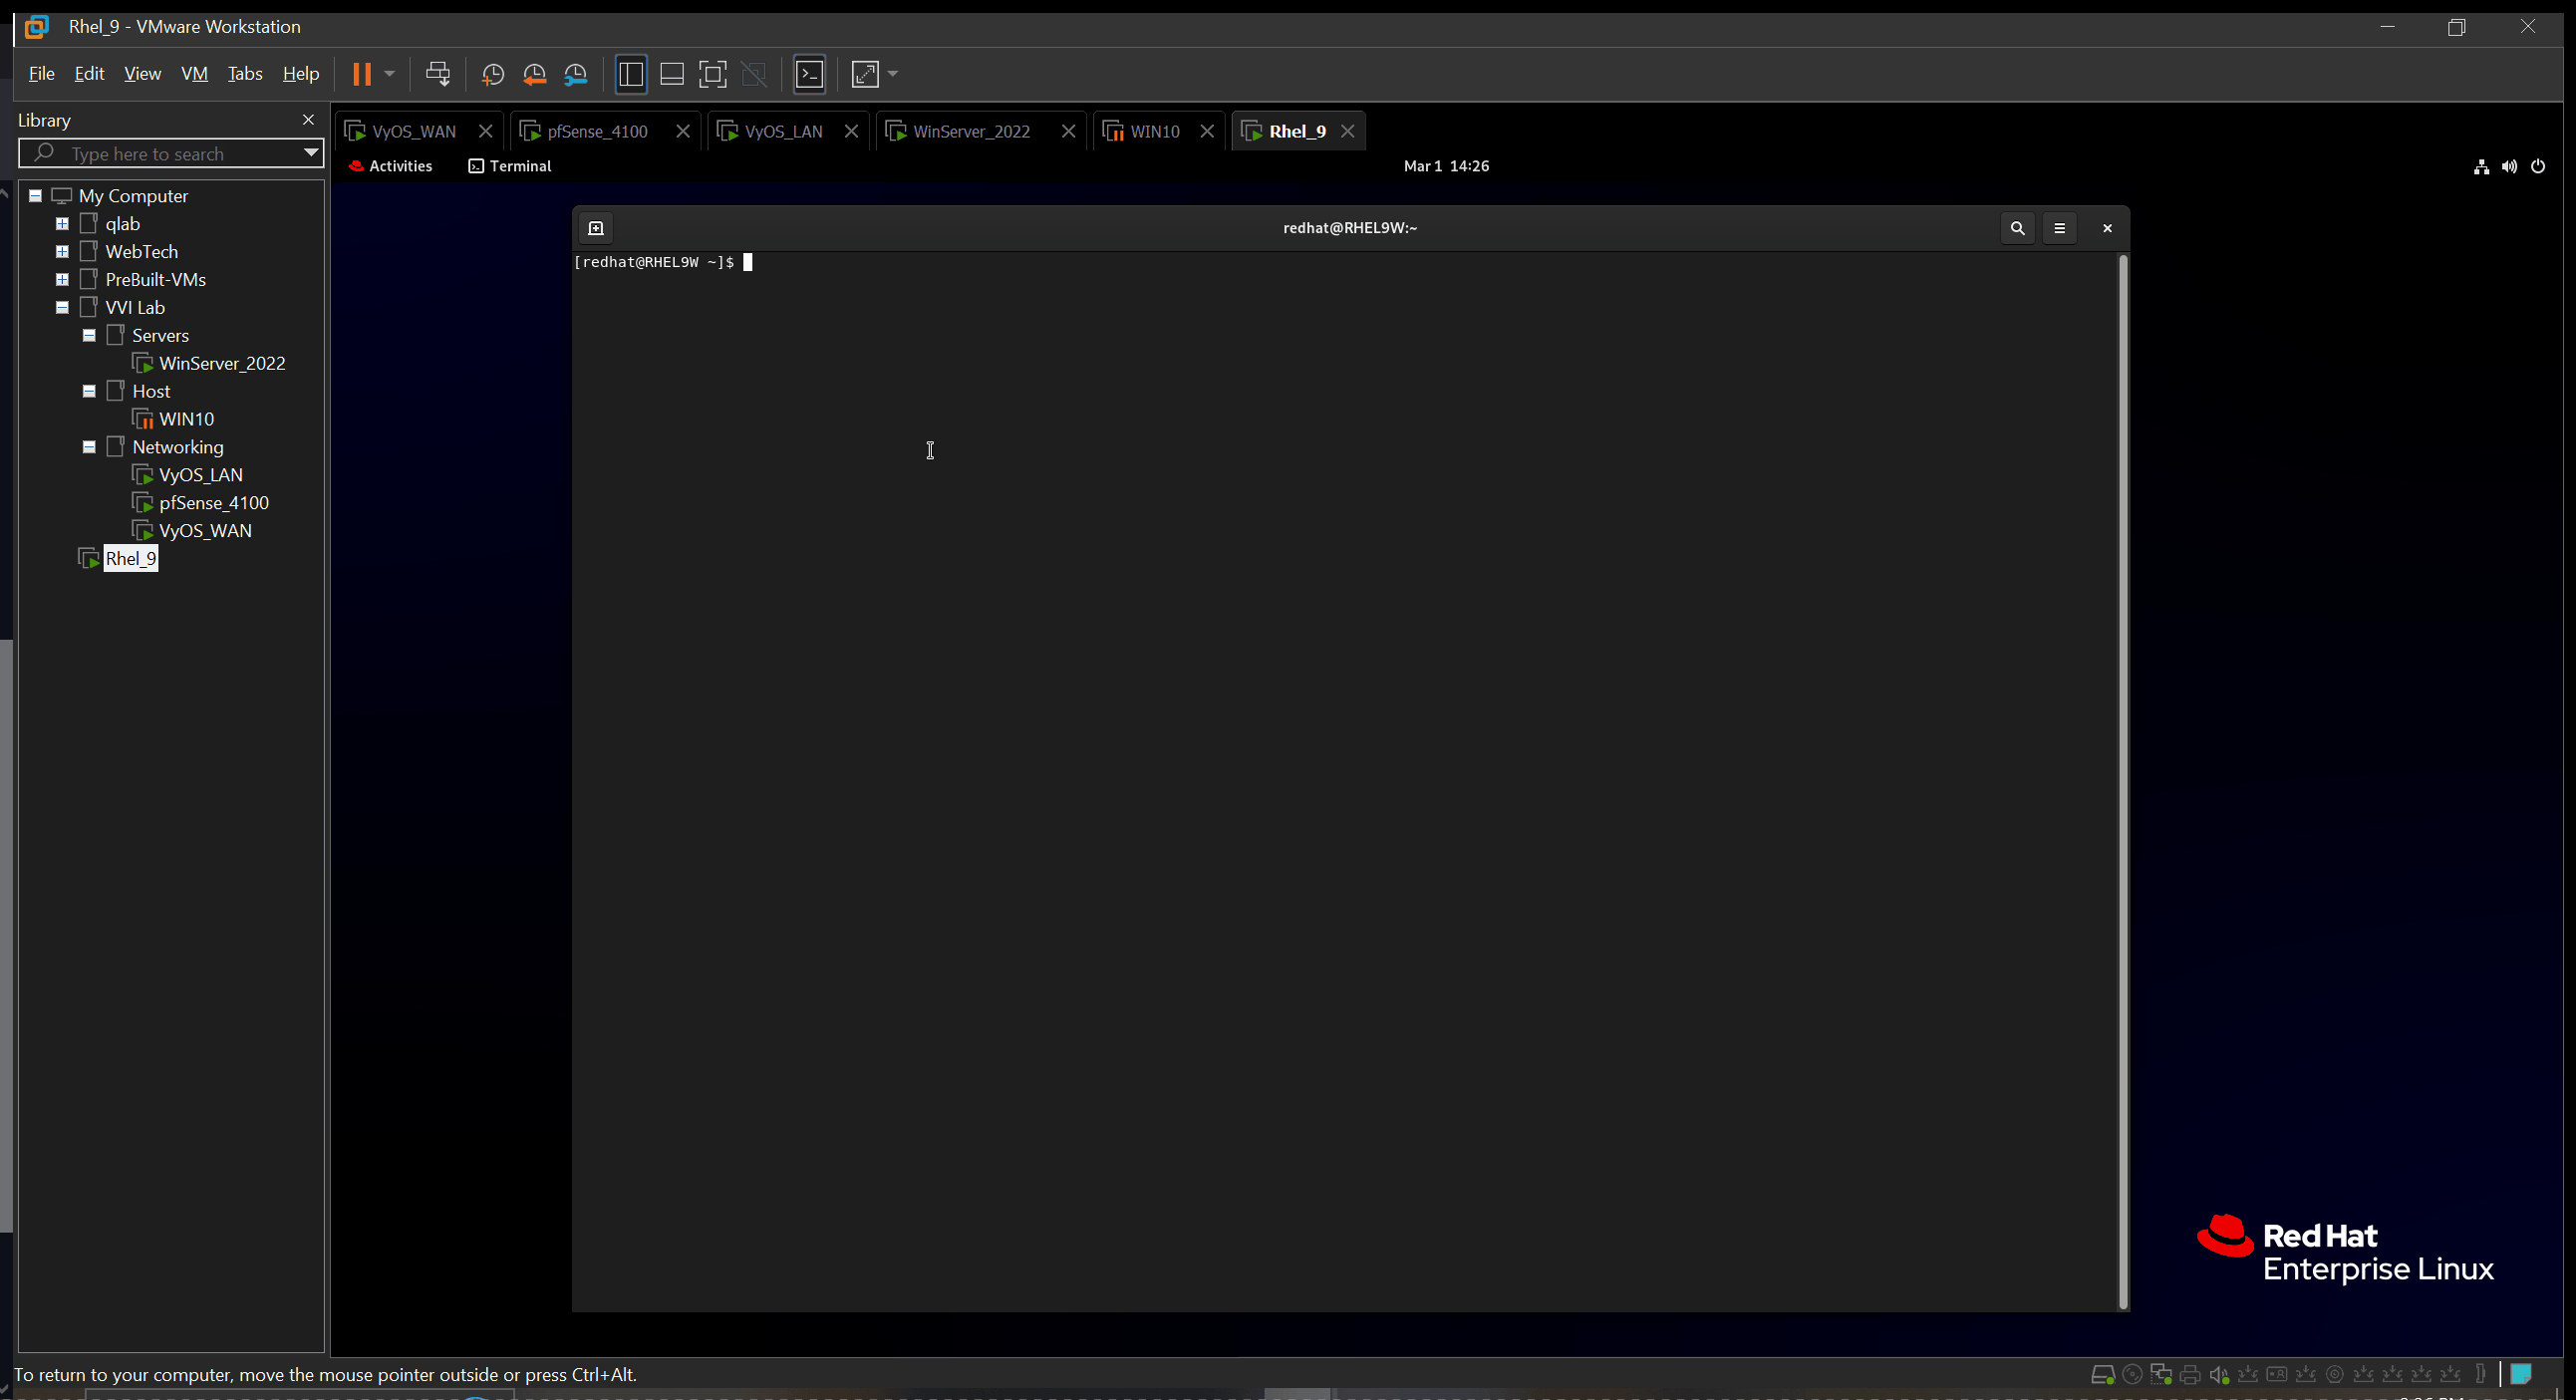 Rhel_9 - VMware Workstation
File Edit View VM Tabs Help
Library
Type here to search
My Computer
qlab
WebTech
PreBuilt-VMs
VVI Lab
Servers
WinServer_2022
Host
WIN10
Networking
VyOS_LAN
pfSense_4100
VyOS_WAN
Rhel_9
VyOS_WAN pfSense_4100 VyOS_LAN WinServer_2022 WIN10 Rhel_9
Activities Terminal Mar 1 14:26
redhat@RHEL9W:~
[redhat@RHEL9W ~]$
Red Hat
Enterprise Linux
To return to your computer, move the mouse pointer outside or press Ctrl+Alt.